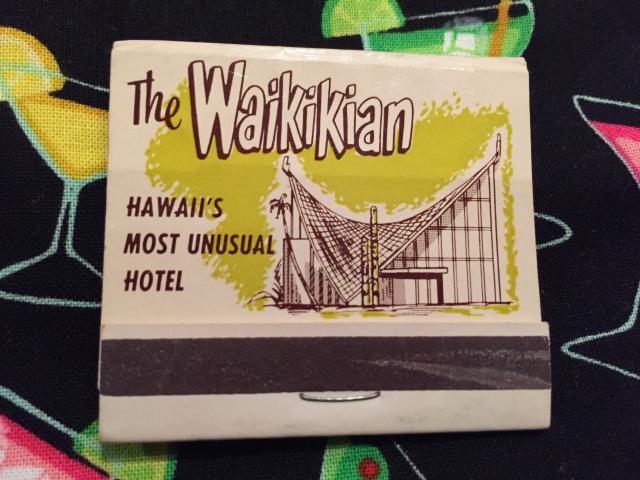 The Waikikian
HAWAII'S
MOST UNUSUAL
HOTEL